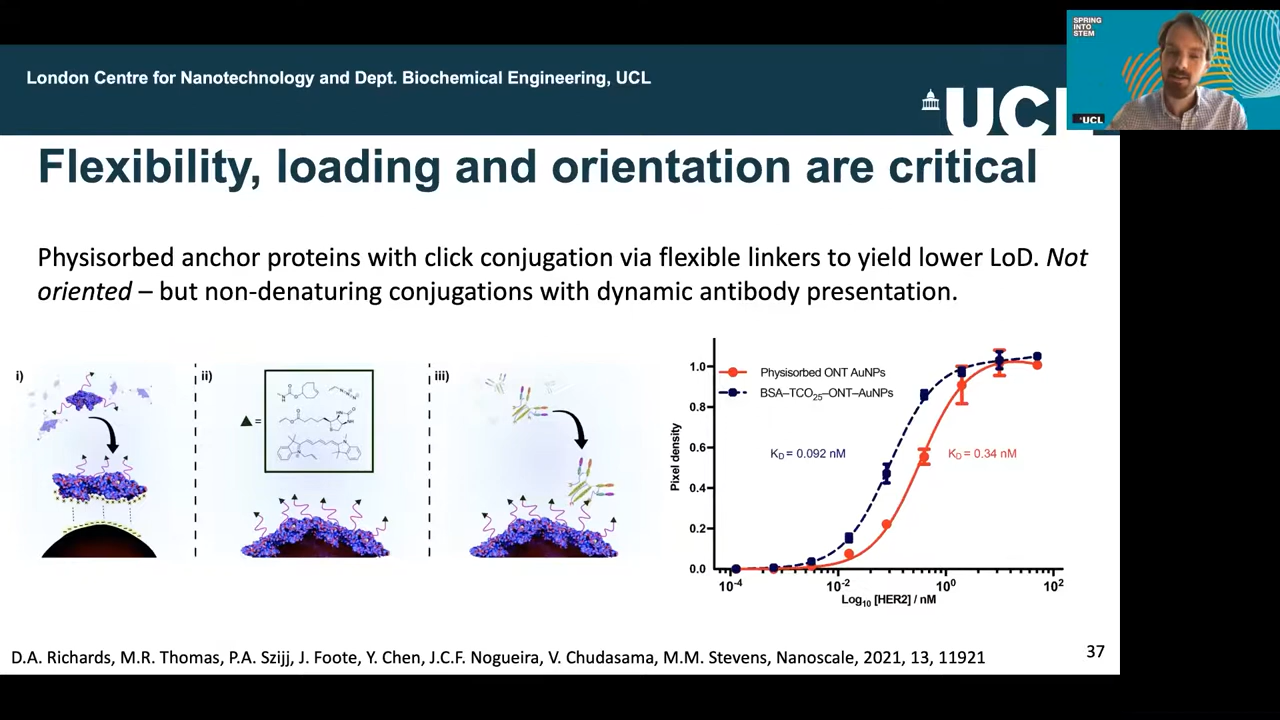 SPRING
INTO
STEM
UCL
London Centre for Nanotechnology and Dept. Biochemical Engineering, UCL
UCL
Flexibility, loading and orientation are critical
Physisorbed anchor proteins with click conjugation via flexible linkers to yield lower LoD. Not
oriented – but non-denaturing conjugations with dynamic antibody presentation.
i)
ii)
=
iii)
Pixel density
1.0
0.8
0.6
0.4
0.2
0.0
Physisorbed ONT AuNPs
BSA–TCO25–ONT–AuNPs
KD = 0.092 nM
KD = 0.34 nM
10-4
10-2
100
102
Log10 [HER2] / nM
D.A. Richards, M.R. Thomas, P.A. Szijj, J. Foote, Y. Chen, J.C.F. Nogueira, V. Chudasama, M.M. Stevens, Nanoscale, 2021, 13, 11921
37